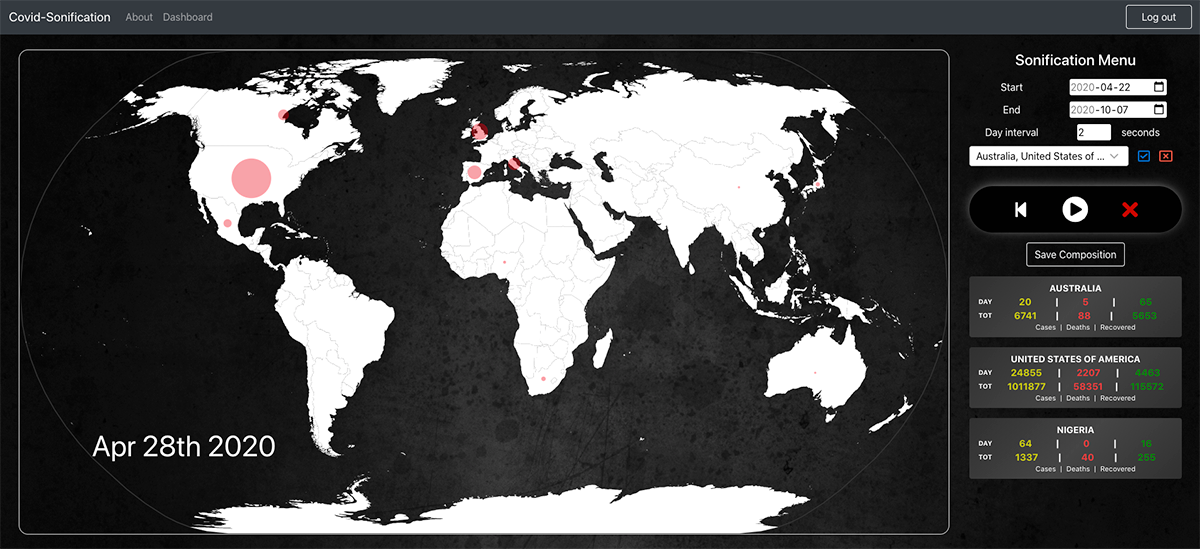 Covid-Sonification About Dashboard Log out
Sonification Menu
Start 2020-04-22
End 2020-10-07
Day interval 2 seconds
Australia, United States of ...
Save Composition
AUSTRALIA
DAY 20 | 5 | 65
TOT 6741 | 88 | 5653
Cases | Deaths | Recovered
UNITED STATES OF AMERICA
DAY 24855 | 2207 | 4463
TOT 1011877 | 58351 | 115572
Cases | Deaths | Recovered
NIGERIA
DAY 64 | 0 | 16
TOT 1337 | 40 | 255
Cases | Deaths | Recovered
Apr 28th 2020